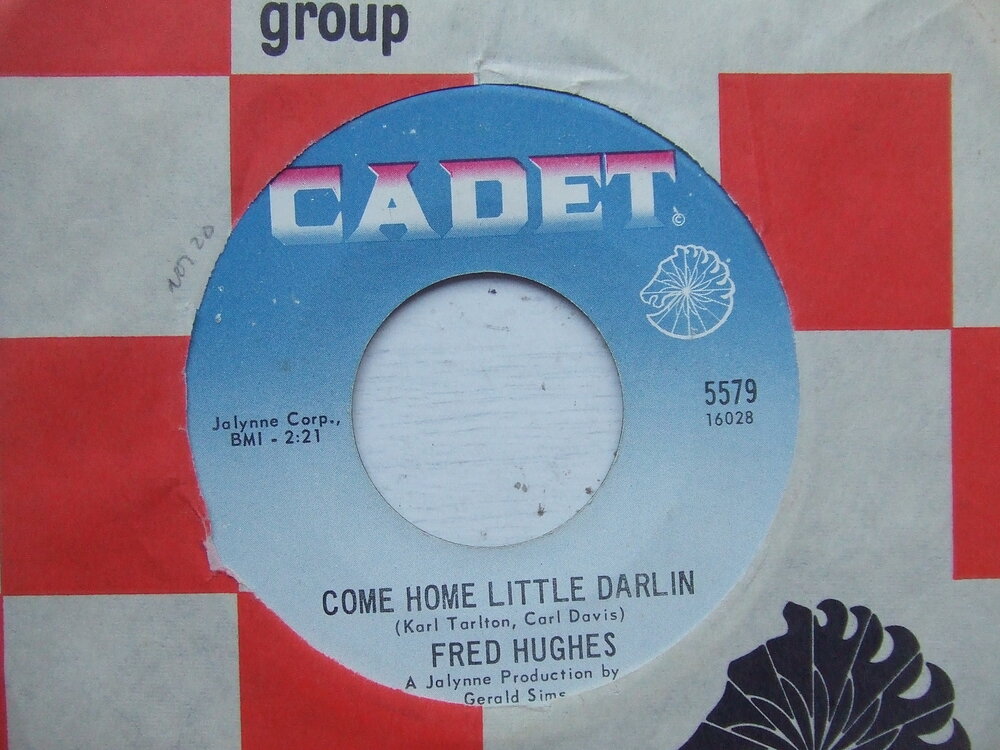 group
CADET
©
5579
16028
Jalynne Corp.,
BMI - 2:21
COME HOME LITTLE DARLIN
(Karl Tarlton, Carl Davis)
FRED HUGHES
A Jalynne Production by
Gerald Sims